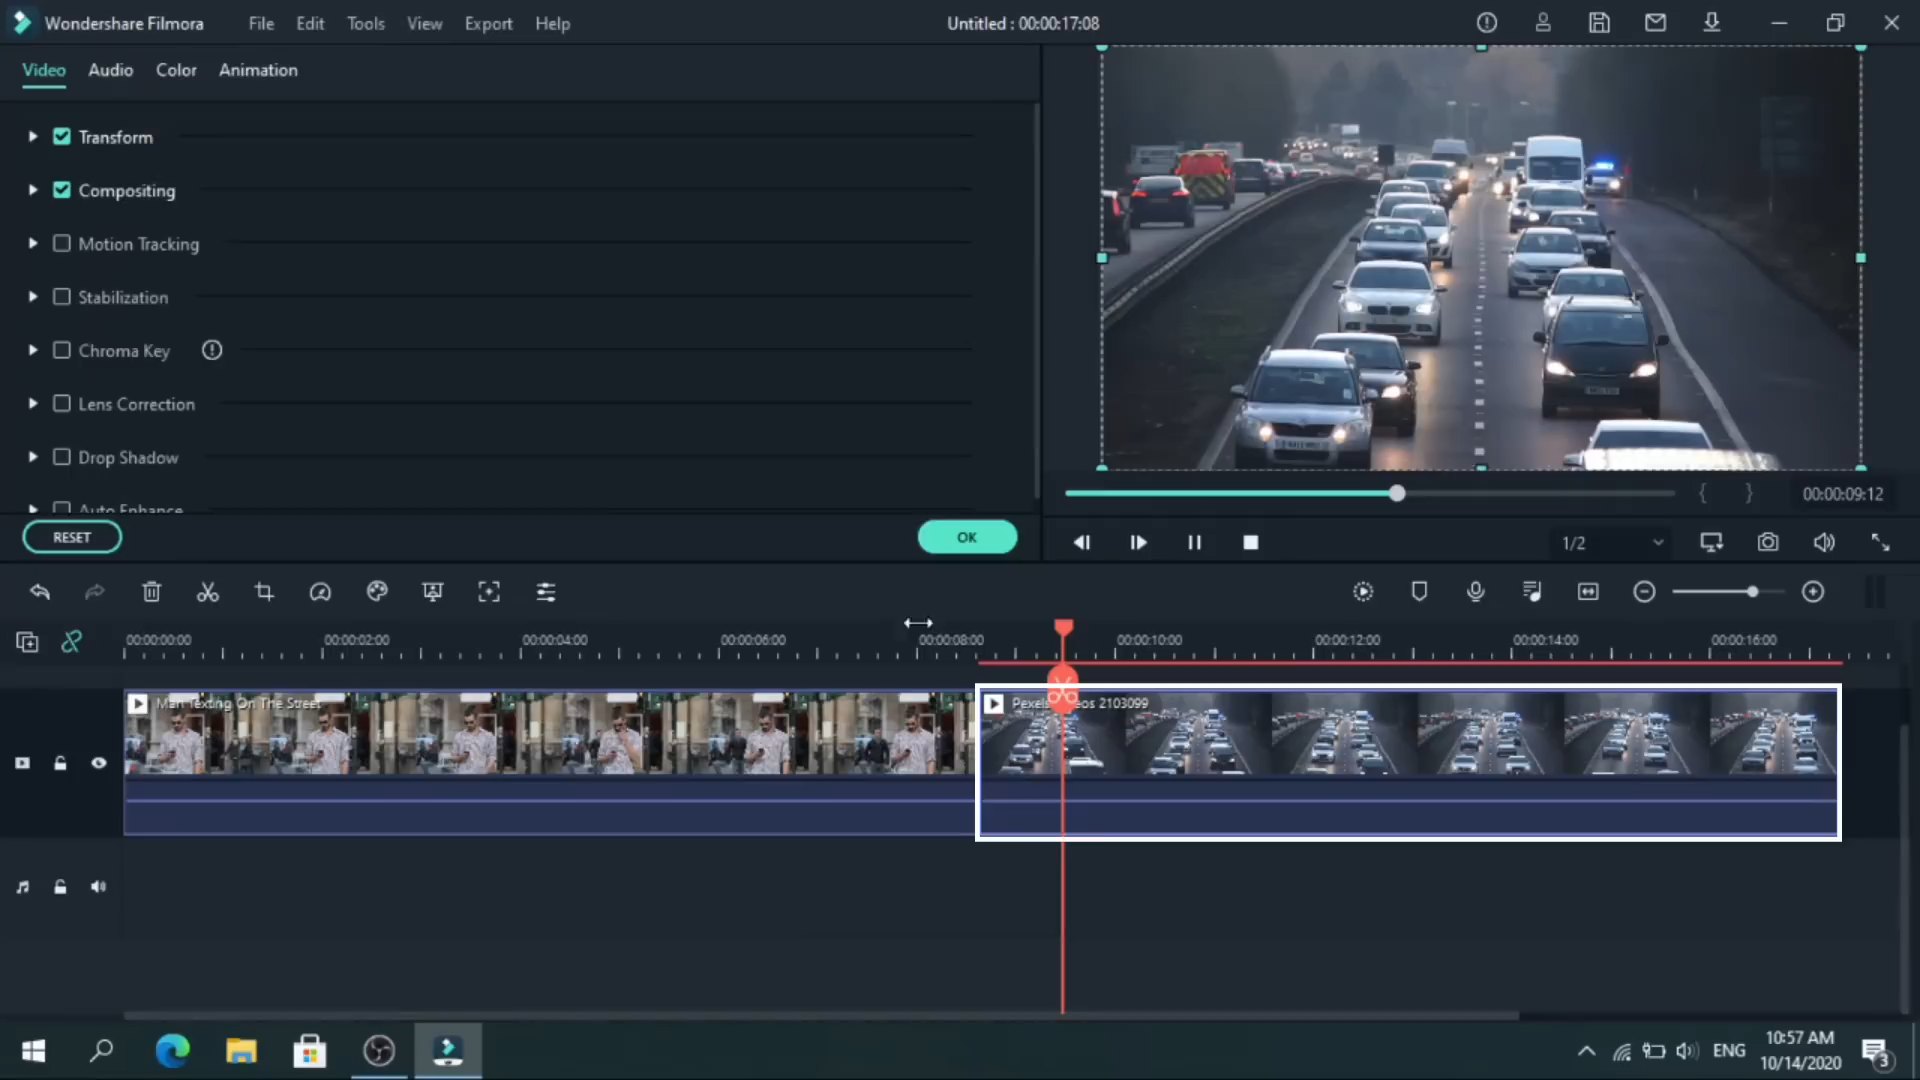 Wondershare Filmora File Edit Tools View Export Help Untitled : 00:00:17:08
Video Audio Color Animation
Transform
Compositing
Motion Tracking
Stabilization
Chroma Key
Lens Correction
Drop Shadow
Auto Enhance
RESET OK
00:00:09:12
1/2
00:00:00:00 00:00:02:00 00:00:04:00 00:00:06:00 00:00:08:00 00:00:10:00 00:00:12:00 00:00:14:00 00:00:16:00
Man Texting On The Street
2103099
ENG
10:57 AM
10/14/2020
3